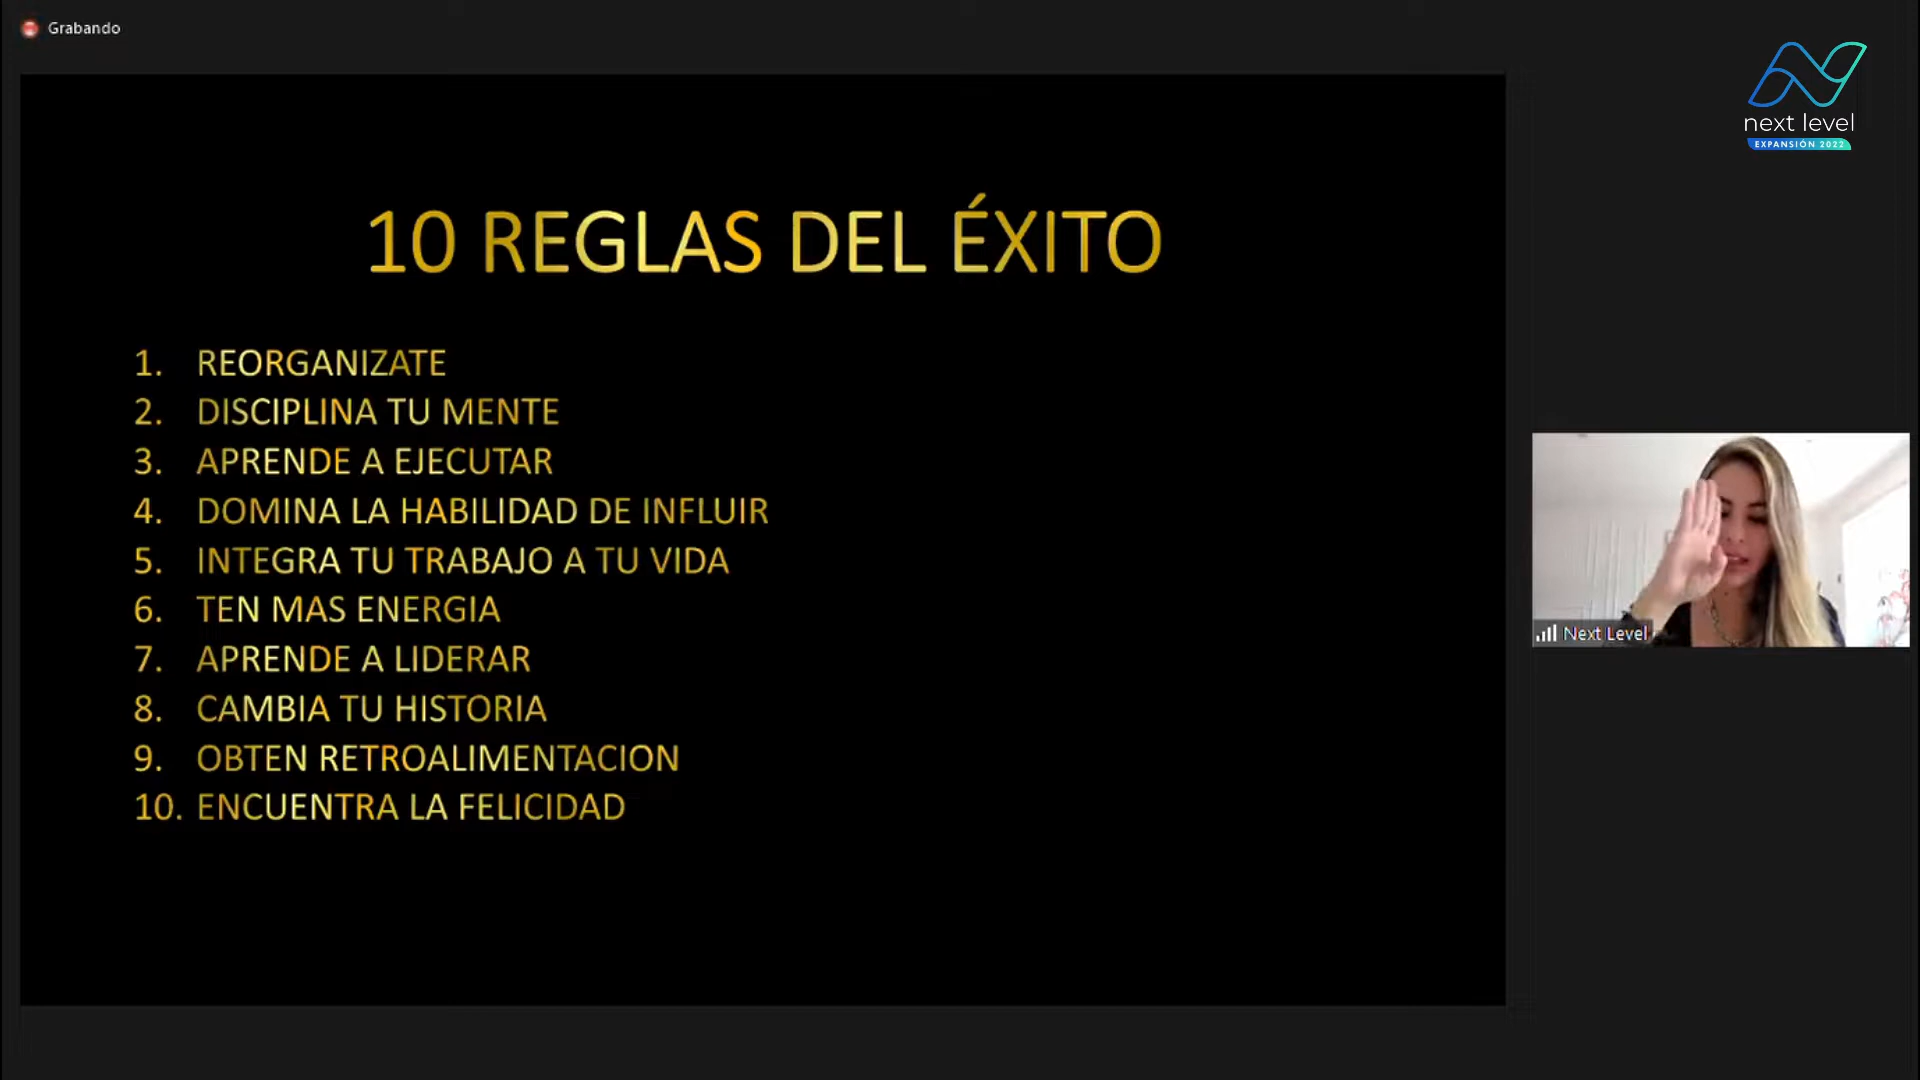 Grabando
next level
EXPANSIÓN 2022
10 REGLAS DEL ÉXITO
1. REORGANIZATE
2. DISCIPLINA TU MENTE
3. APRENDE A EJECUTAR
4. DOMINA LA HABILIDAD DE INFLUIR
5. INTEGRA TU TRABAJO A TU VIDA
6. TEN MAS ENERGIA
7. APRENDE A LIDERAR
8. CAMBIA TU HISTORIA
9. OBTEN RETROALIMENTACION
10. ENCUENTRA LA FELICIDAD
Next Level